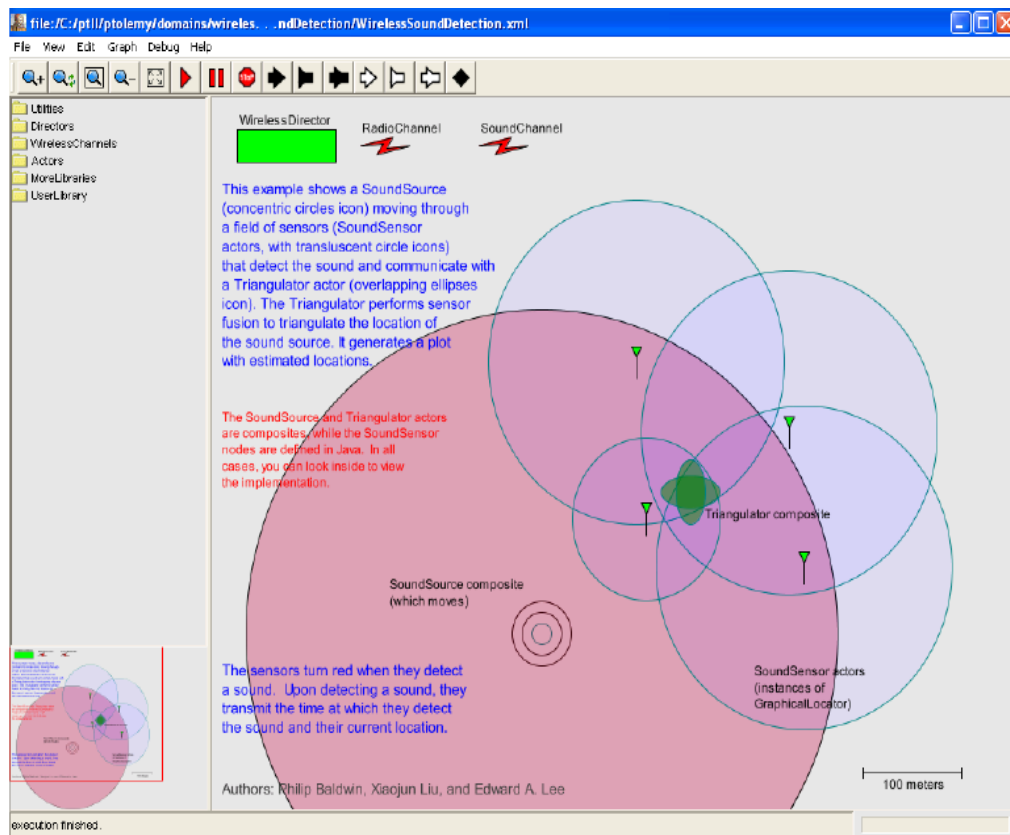 file:/C:/ptII/ptolemy/domains/wireles. . .ndDetection/WirelessSoundDetection.xml
File View Edit Graph Debug Help
Utilities
Directors
WirelessChannels
Actors
MoreLibraries
UserLibrary
WirelessDirector
RadioChannel
SoundChannel
This example shows a SoundSource
(concentric circles icon) moving through
a field of sensors (SoundSensor
actors, with transluscent circle icons)
that detect the sound and communicate with
a Triangulator actor (overlapping ellipses
icon). The Triangulator performs sensor
fusion to triangulate the location of
the sound source. It generates a plot
with estimated locations.
The SoundSource and Triangulator actors
are composites, while the SoundSensor
nodes are defined in Java. In all
cases, you can look inside to view
the implementation.
Triangulator composite
SoundSource composite
(which moves)
The sensors turn red when they detect
a sound. Upon detecting a sound, they
transmit the time at which they detect
the sound and their current location.
SoundSensor actors
(instances of
GraphicalLocator)
100 meters
Authors: Philip Baldwin, Xiaojun Liu, and Edward A. Lee
execution finished.